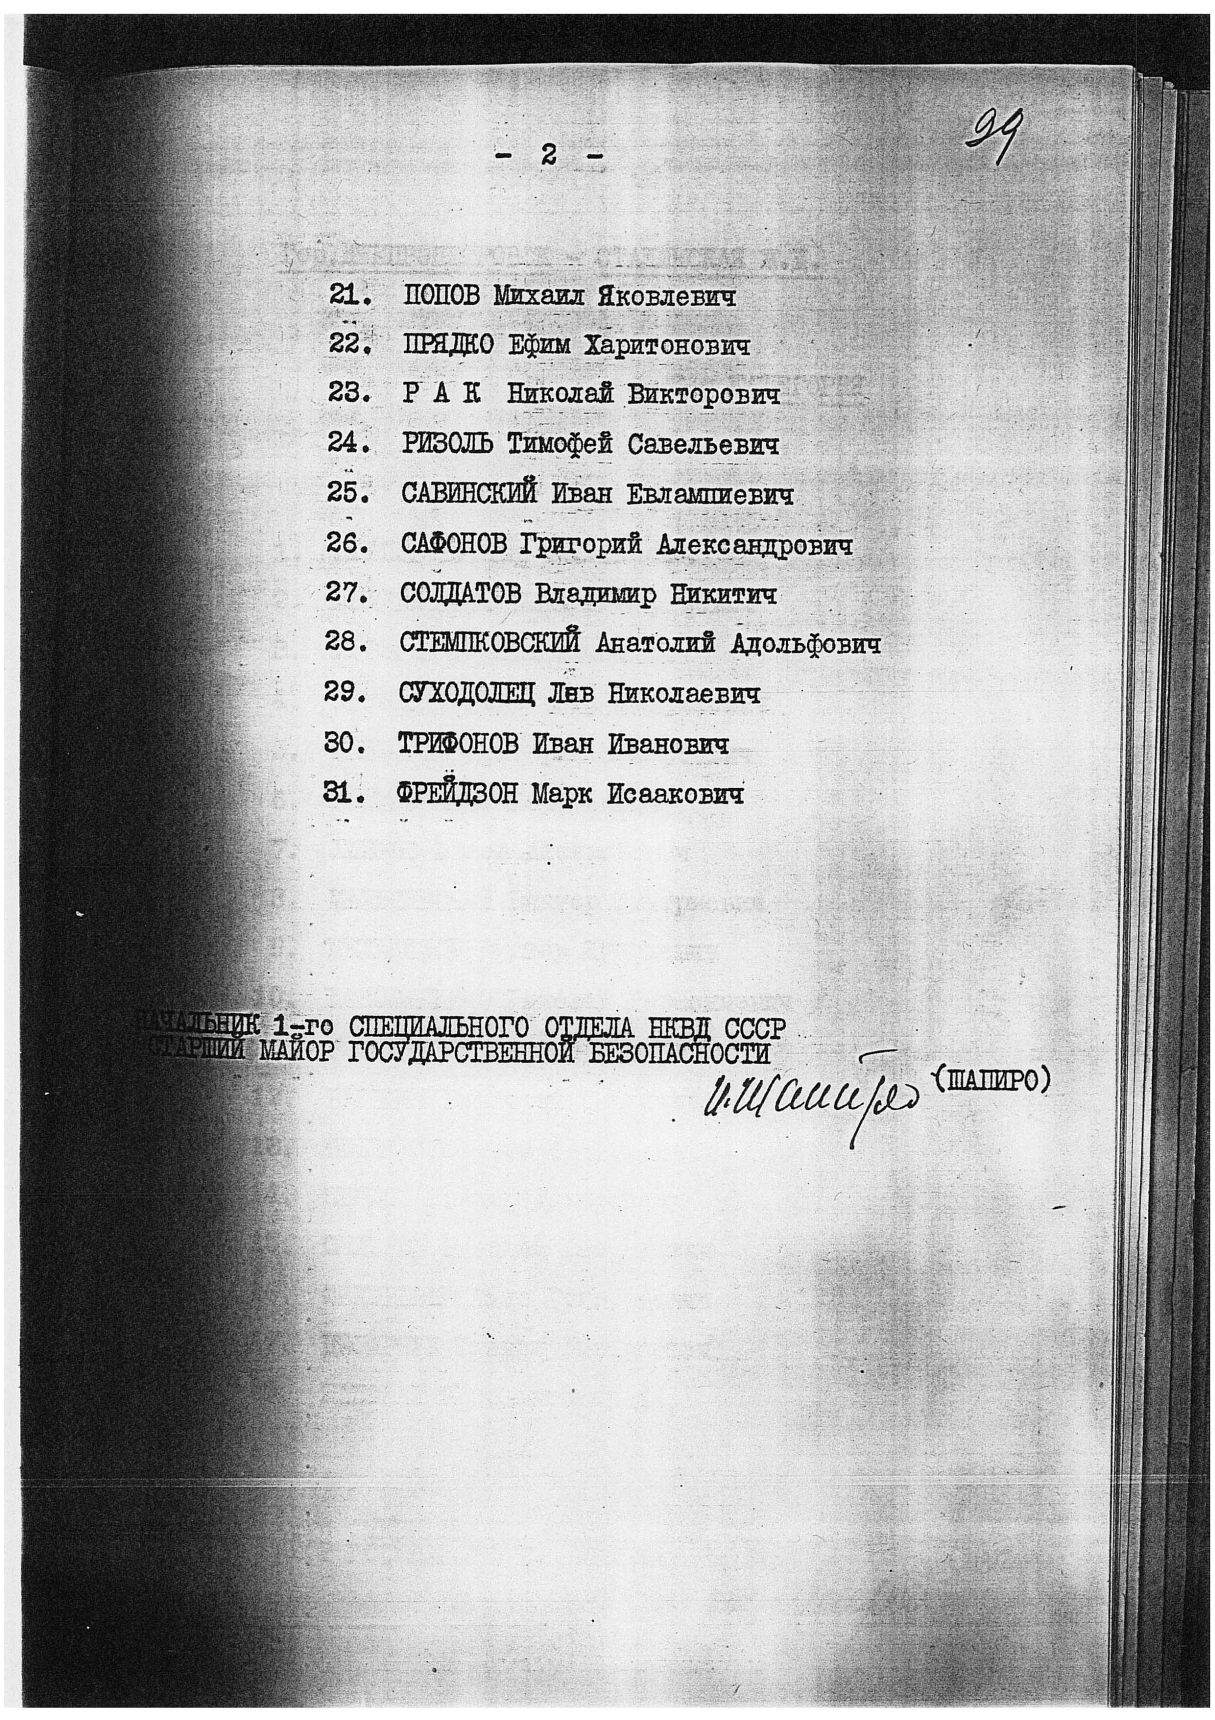 29
- 2 -
21. ПОПОВ Михаил Яковлевич
22. ПРЯДКО Ефим Харитонович
23. Р А К Николай Викторович
24. РИЗОЛЬ Тимофей Савельевич
25. САВИНСКИЙ Иван Евлампиевич
26. САФОНОВ Григорий Александрович
27. СОЛДАТОВ Владимир Никитич
28. СТЕМПКОВСКИЙ Анатолий Адольфович
29. СУХОДОЛЕЦ Лев Николаевич
30. ТРИФОНОВ Иван Иванович
31. ФРЕЙДЗОН Марк Исаакович
НАЧАЛЬНИК 1-го СПЕЦИАЛЬНОГО ОТДЕЛА НКВД СССР
СТАРШИЙ МАЙОР ГОСУДАРСТВЕННОЙ БЕЗОПАСНОСТИ
И.Шапиро (ШАПИРО)